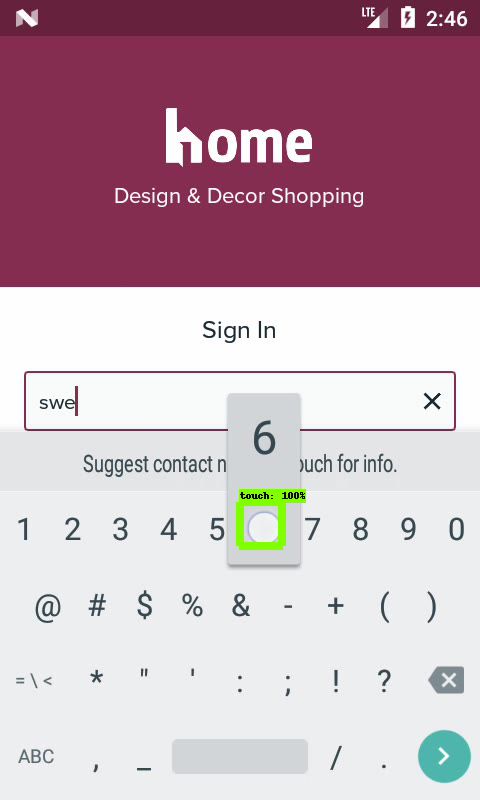 LTE 2:46
home
Design & Decor Shopping
Sign In
swe
6
Suggest contact n ouch for info.
touch: 100%
1 2 3 4 5 7 8 9 0
@ # $ % & - + ( )
= \ < * " ' : ; ! ?
ABC , _ / .